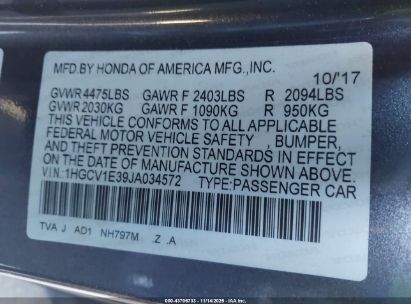 MFD.BY HONDA OF AMERICA MFG.,INC. 10/'17
GVWR 4475LBS GAWR F 2403LBS R 2094LBS
GVWR 2030KG GAWR F 1090KG R 950KG
THIS VEHICLE CONFORMS TO ALL APPLICABLE
FEDERAL MOTOR VEHICLE SAFETY , BUMPER,
AND THEFT PREVENTION STANDARDS IN EFFECT
ON THE DATE OF MANUFACTURE SHOWN ABOVE.
V.I.N:1HGCV1E39JA034572 TYPE:PASSENGER CAR
TVA J AD1 NH797M .Z .A